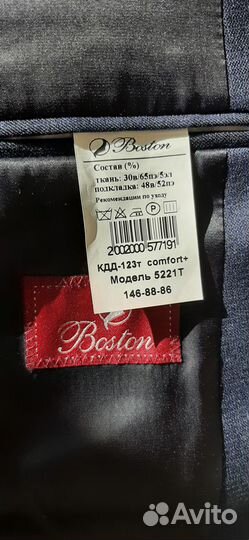 Boston
Состав (%)
ткань: 30в/65пэ/5эл
подкладка: 48в/52пэ
Рекомендации по уходу
P
2002000 577191
КДД-123т comfort+
Модель 5221Т
146-88-86
Boston
Avito